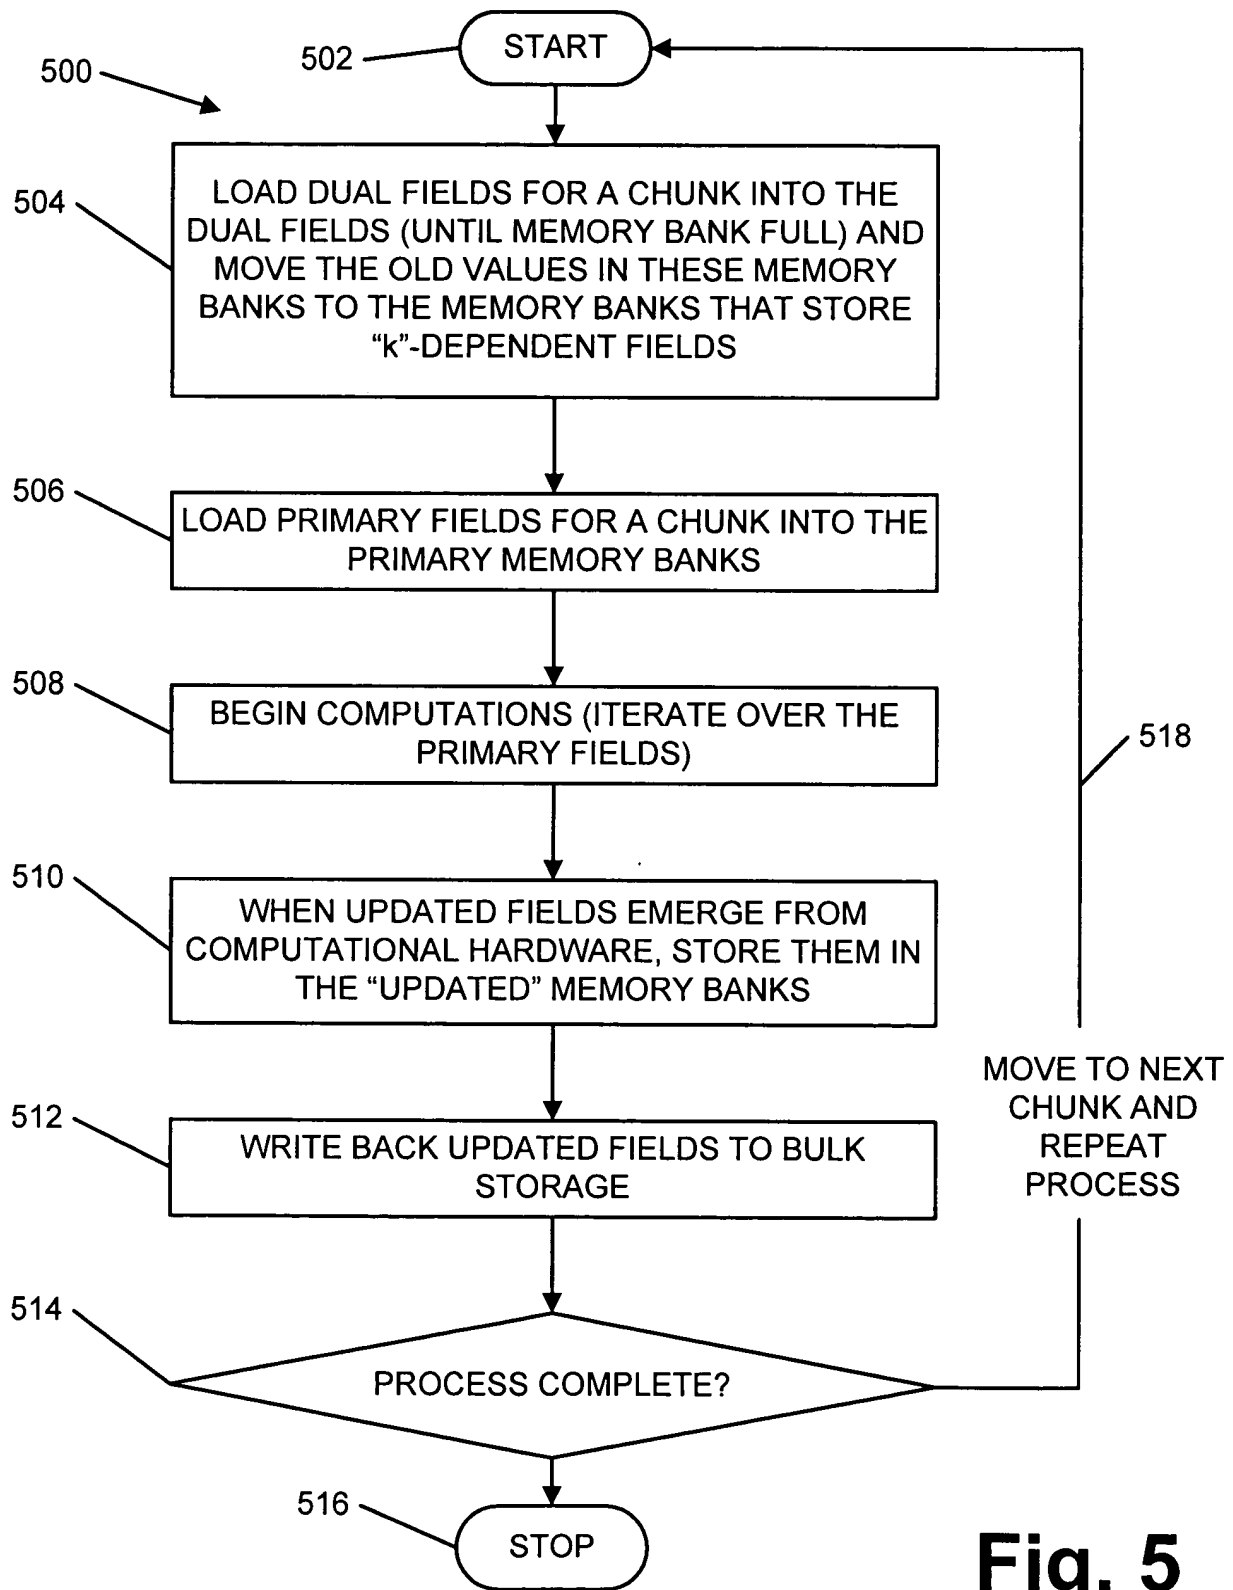 START
502
500
504
LOAD DUAL FIELDS FOR A CHUNK INTO THE
DUAL FIELDS (UNTIL MEMORY BANK FULL) AND
MOVE THE OLD VALUES IN THESE MEMORY
BANKS TO THE MEMORY BANKS THAT STORE
“k”-DEPENDENT FIELDS
506
LOAD PRIMARY FIELDS FOR A CHUNK INTO THE
PRIMARY MEMORY BANKS
508
BEGIN COMPUTATIONS (ITERATE OVER THE
PRIMARY FIELDS)
518
510
WHEN UPDATED FIELDS EMERGE FROM
COMPUTATIONAL HARDWARE, STORE THEM IN
THE “UPDATED” MEMORY BANKS
MOVE TO NEXT
CHUNK AND
REPEAT
PROCESS
512
WRITE BACK UPDATED FIELDS TO BULK
STORAGE
514
PROCESS COMPLETE?
516
STOP
Fig. 5